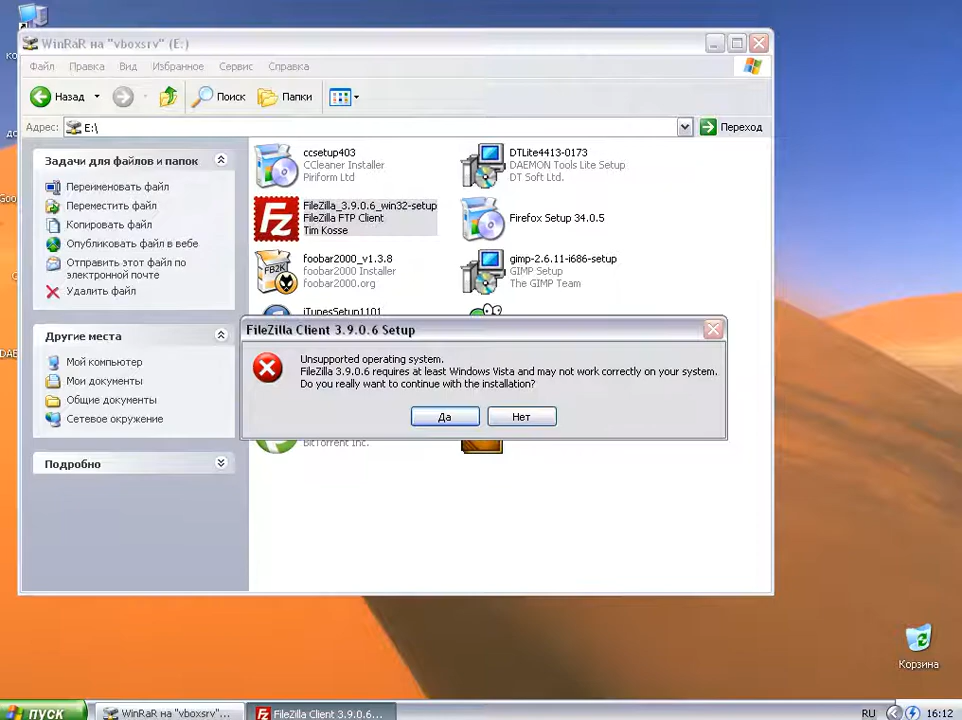 WinRaR на "vboxsrv" (E:)
Файл Правка Вид Избранное Сервис Справка
Назад Поиск Папки
Адрес: E:\ Переход
Задачи для файлов и папок
Переименовать файл
Переместить файл
Копировать файл
Опубликовать файл в вебе
Отправить этот файл по
электронной почте
Удалить файл
Другие места
Мой компьютер
Мои документы
Общие документы
Сетевое окружение
Подробно
ccsetup403
CCleaner Installer
Piriform Ltd
DTLite4413-0173
DAEMON Tools Lite Setup
DT Soft Ltd.
FileZilla_3.9.0.6_win32-setup
FileZilla FTP Client
Tim Kosse
Firefox Setup 34.0.5
foobar2000_v1.3.8
foobar2000 Installer
foobar2000.org
gimp-2.6.11-i686-setup
GIMP Setup
The GIMP Team
iTunesSetup1101
FileZilla Client 3.9.0.6 Setup
Unsupported operating system.
FileZilla 3.9.0.6 requires at least Windows Vista and may not work correctly on your system.
Do you really want to continue with the installation?
Да Нет
BitTorrent Inc.
Корзина
пуск
WinRaR на "vboxsrv"...
FileZilla Client 3.9.0.6...
RU 16:12